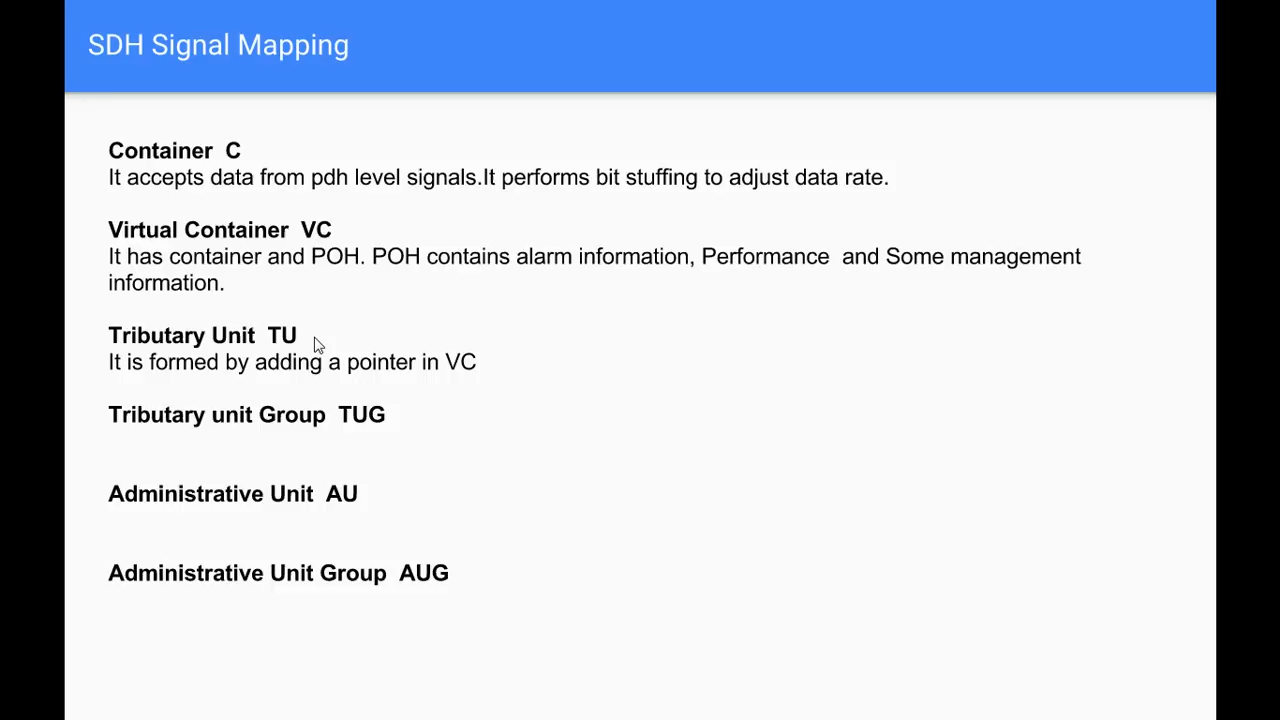 SDH Signal Mapping
Container  C
It accepts data from pdh level signals.It performs bit stuffing to adjust data rate.
Virtual Container  VC
It has container and POH. POH contains alarm information, Performance  and Some management
information.
Tributary Unit  TU
It is formed by adding a pointer in VC
Tributary unit Group  TUG
Administrative Unit  AU
Administrative Unit Group  AUG